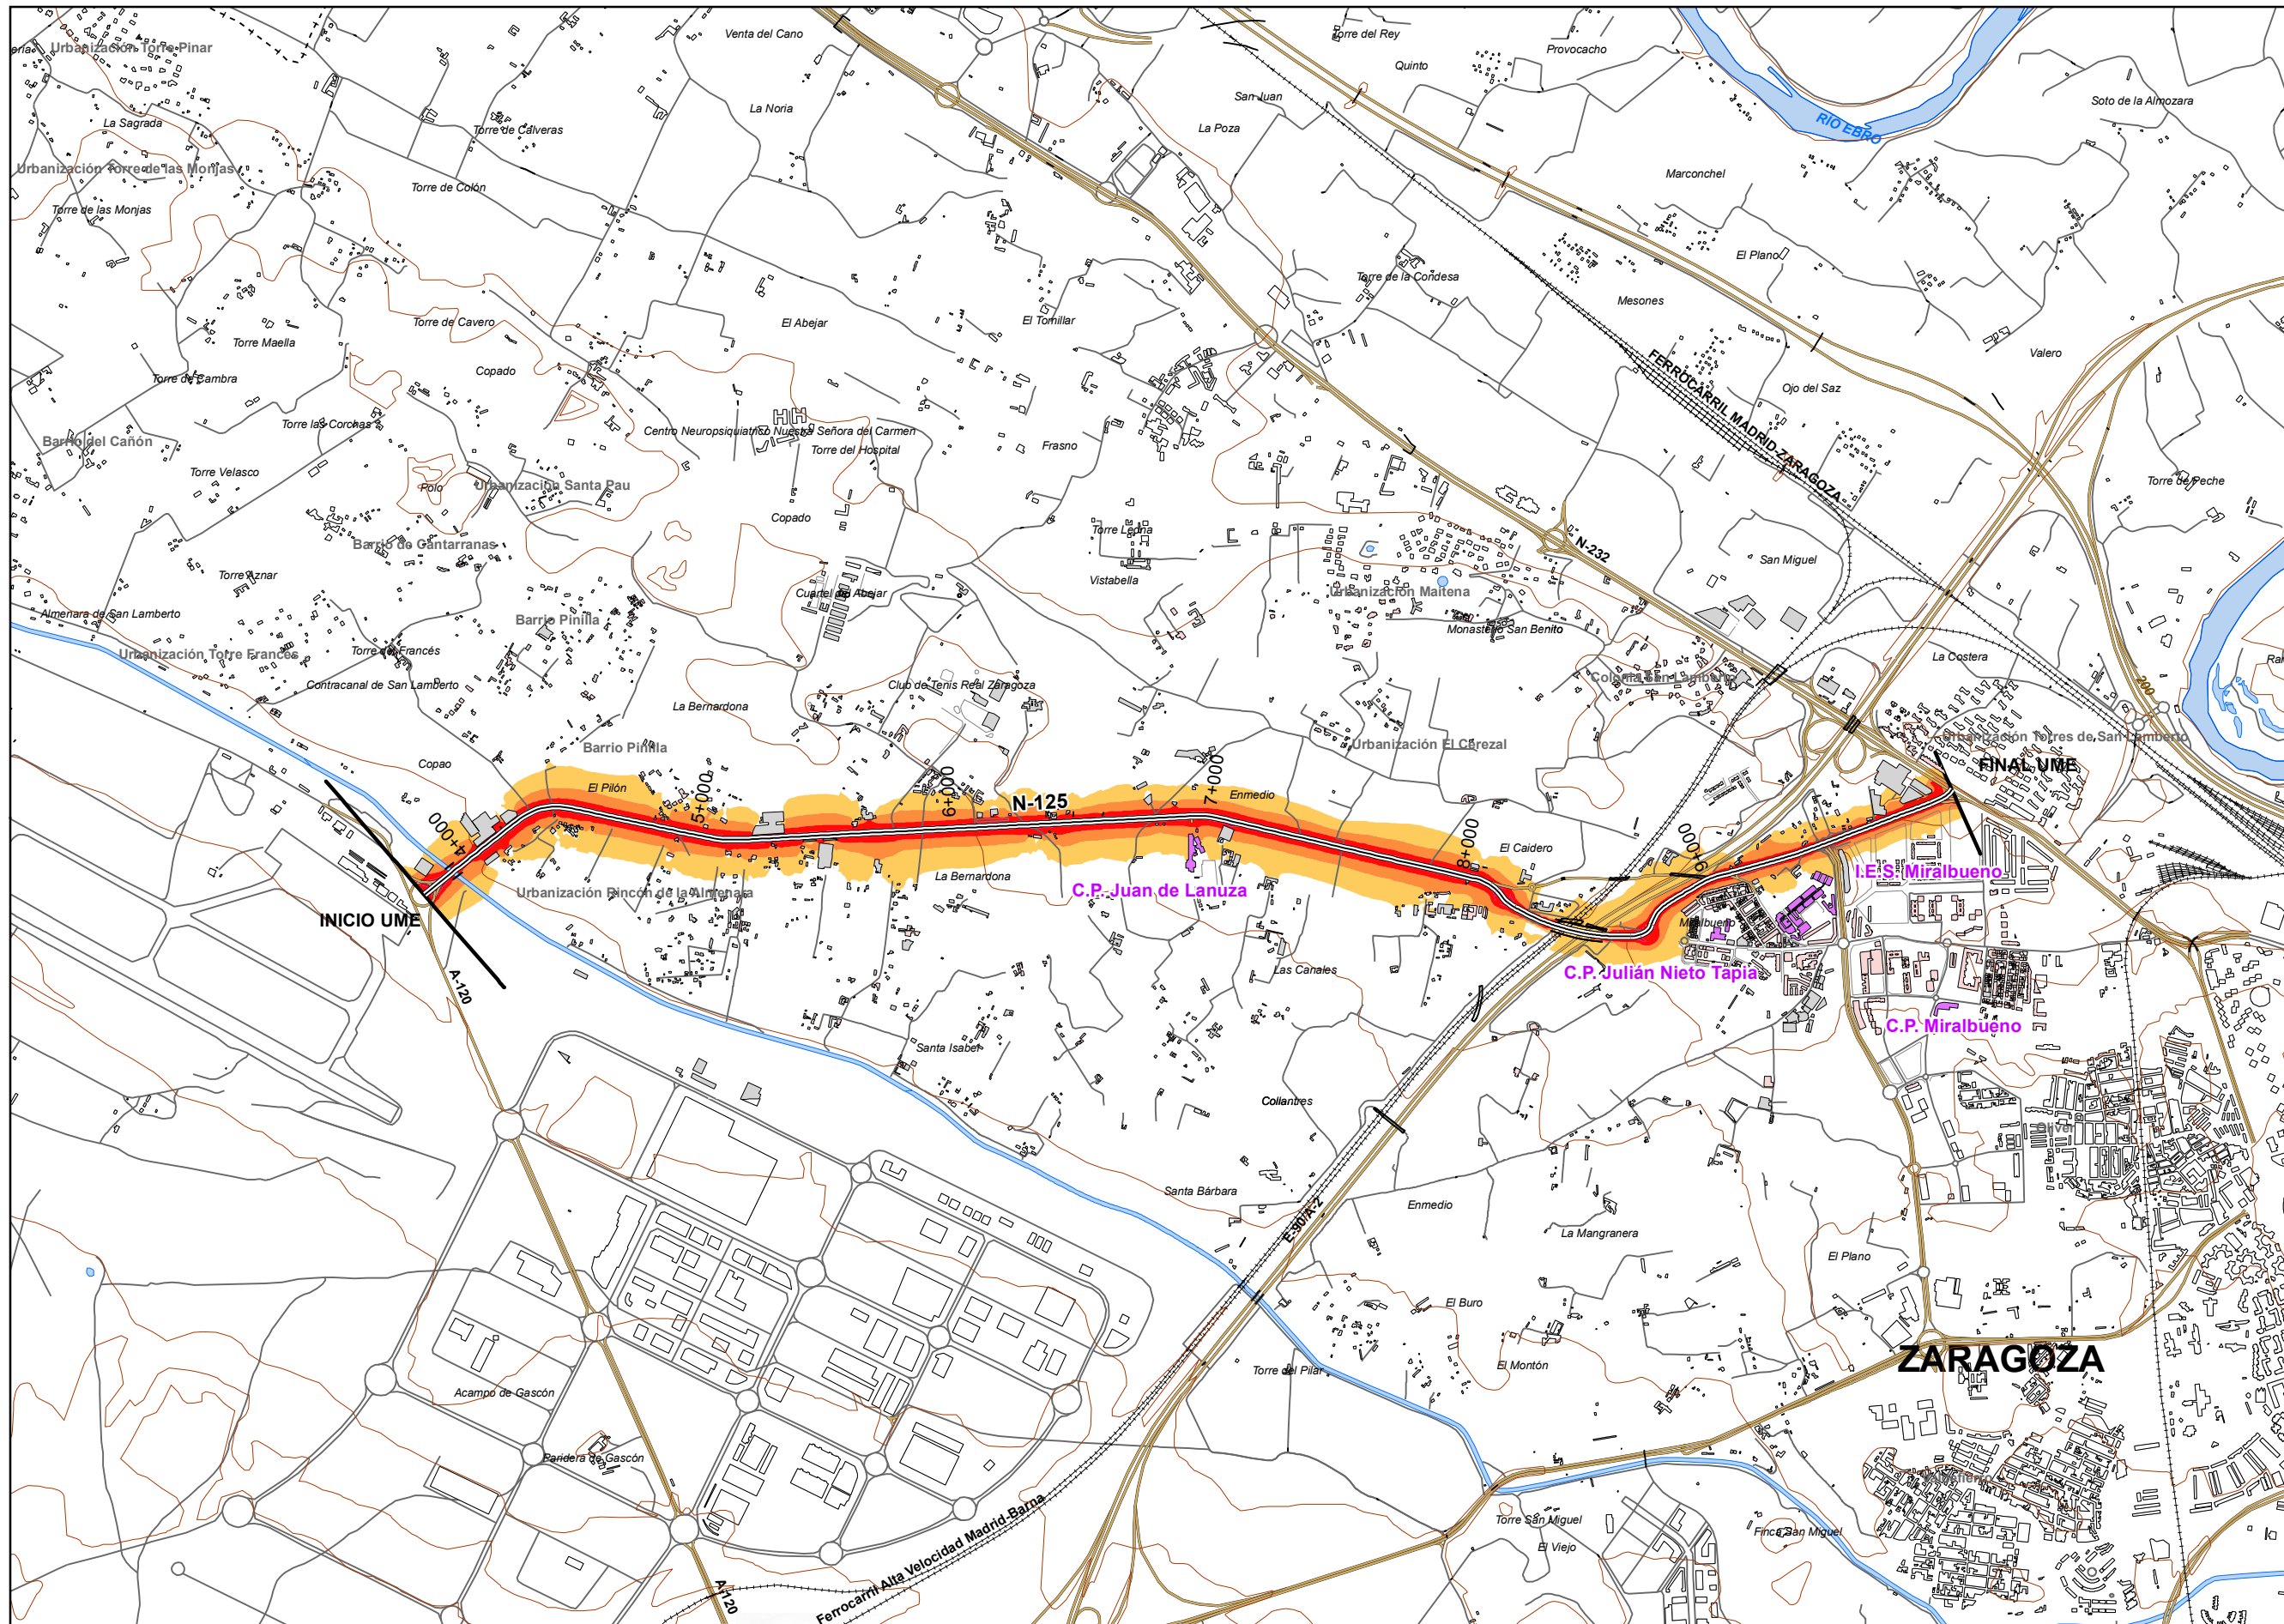 Venta del Cano
Torre del Rey
Provocacho
Urbanización Torre Pinar
Quinto
San Juan
Soto de la Almozara
La Noria
La Sagrada
Torre de Calveras
La Poza
RIO EBRO
Urbanización Torre de las Monjas
Torre de Colón
Marconchel
Torre de las Monjas
El Plano
Torre de la Condesa
Mesones
Torre de Cavero
El Abejar
El Tomillar
Torre Maella
Valero
Copado
Torre de Cambra
FERROCARRIL MADRID-ZARAGOZA
Ojo del Saz
Torre las Corchas
Barrio del Cañón
Centro Neuropsiquiatrico Nuestra Señora del Carmen
Torre del Hospital
Frasno
Torre Velasco
Polo
Urbanización Santa Pau
Torre de Peche
Copado
Torre Ledna
N-232
Barrio de Cantarranas
San Miguel
Torre Aznar
Vistabella
Cuartel del Abejar
Urbanización Maitena
Almenara de San Lamberto
Barrio Pinilla
Monasterio San Benito
Urbanización Torre Francés
Torre del Francés
La Costera
Contracanal de San Lamberto
Club de Tenis Real Zaragoza
Colonia San Lamberto
200
La Bernardona
Barrio Pinilla
Urbanización El Cerezal
Urbanización Torres de San Lamberto
Copao
FINAL UME
El Pilón
5+000
6+000
N-125
7+000
Enmedio
4+000
8+000
9+000
El Caidero
La Bernardona
I.E.S. Miralbueno
Urbanización Rincón de la Almenara
C.P. Juan de Lanuza
INICIO UME
Miralbueno
Las Canales
C.P. Julián Nieto Tapia
A-120
C.P. Miralbueno
Santa Isabel
Collantres
Oliver
Santa Bárbara
Enmedio
E-90/A-2
La Mangranera
El Plano
El Buro
ZARAGOZA
El Montón
Torre del Pilar
Acampo de Gascón
Paridera de Gascón
Ferrocarril Alta Velocidad Madrid-Barna
Torre San Miguel
Finca San Miguel
El Viejo
A-120